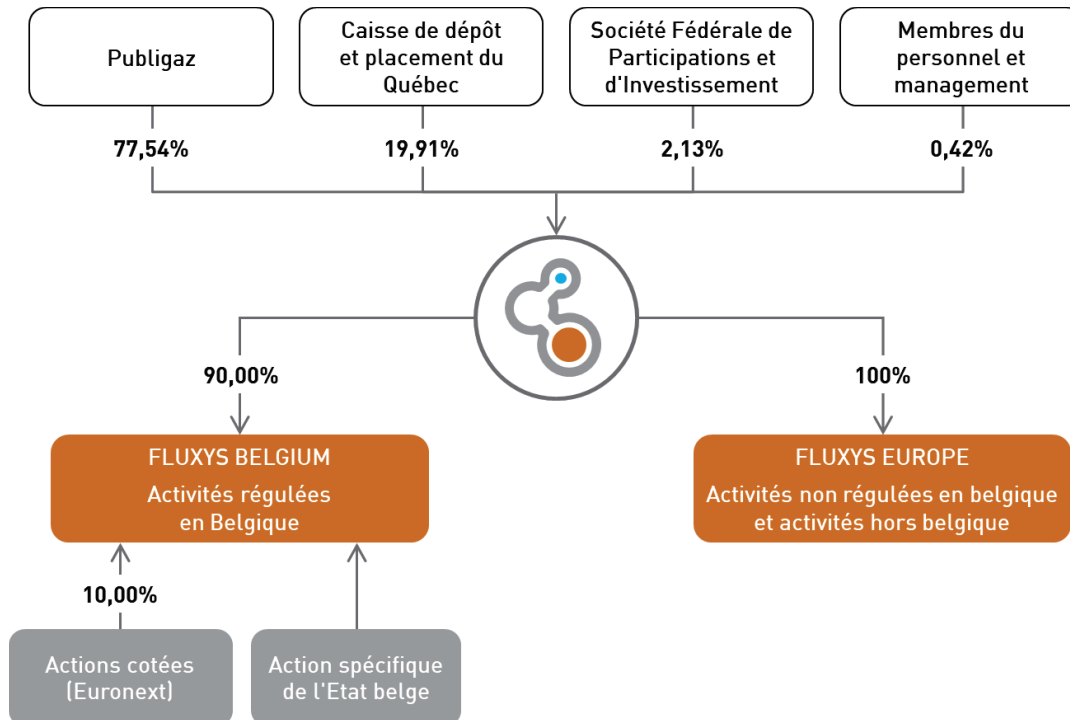 Publigaz
Caisse de dépôt
et placement du
Québec
Société Fédérale de
Participations et
d'Investissement
Membres du
personnel et
management
77,54%
19,91%
2,13%
0,42%
90,00%
100%
FLUXYS BELGIUM
Activités régulées
en Belgique
FLUXYS EUROPE
Activités non régulées en belgique
et activités hors belgique
10,00%
Actions cotées
(Euronext)
Action spécifique
de l'Etat belge